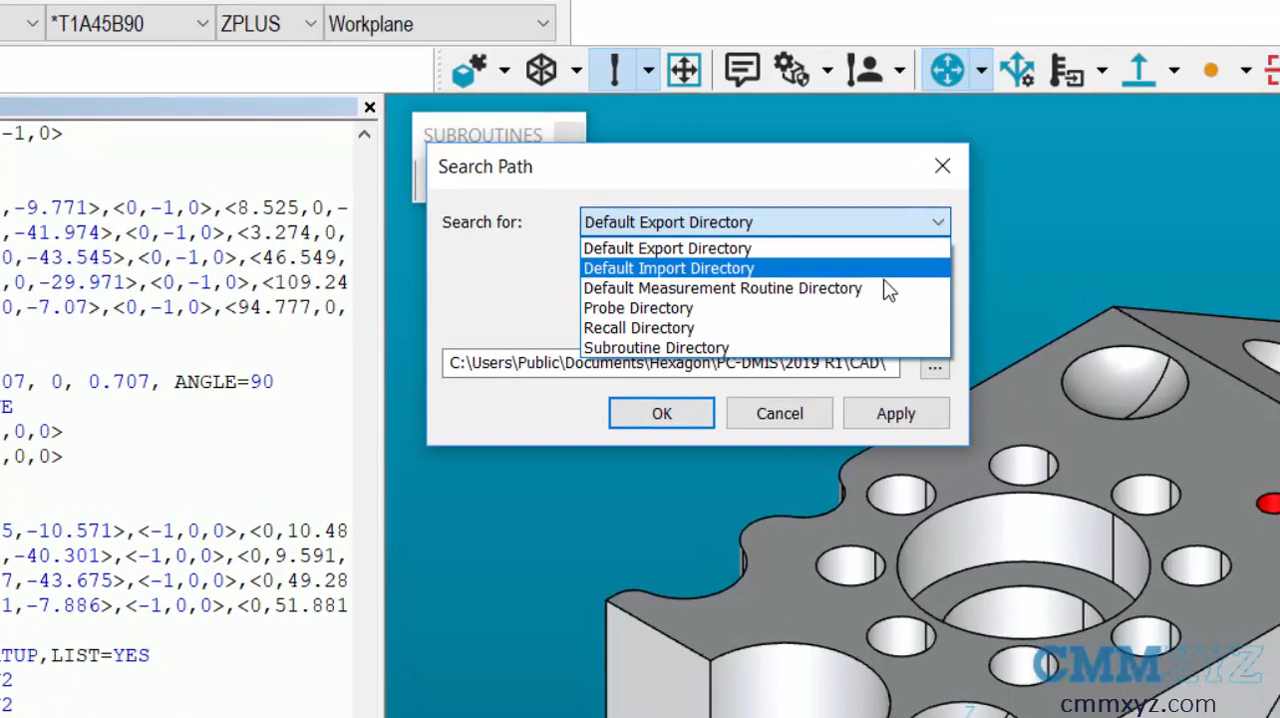 *T1A45B90
ZPLUS
Workplane
-1,0>
,-9.771>,<0,-1,0>,<8.525,0,-
,-41.974>,<0,-1,0>,<3.274,0,
0,-43.545>,<0,-1,0>,<46.549,
,0,-29.971>,<0,-1,0>,<109.24
0,-7.07>,<0,-1,0>,<94.777,0,
07, 0, 0.707, ANGLE=90
E
,0,0>
,0,0>
5,-10.571>,<-1,0,0>,<0,10.48
,-40.301>,<-1,0,0>,<0,9.591,
7,-43.675>,<-1,0,0>,<0,49.28
1,-7.886>,<-1,0,0>,<0,51.881
TUP,LIST=YES
2
2
SUBROUTINES
Search Path
Search for:
Default Export Directory
Default Export Directory
Default Import Directory
Default Measurement Routine Directory
Probe Directory
Recall Directory
Subroutine Directory
C:\Users\Public\Documents\Hexagon\PC-DMIS\2019 R1\CAD\
...
OK
Cancel
Apply
CMMXYZ
cmmxyz.com
Z